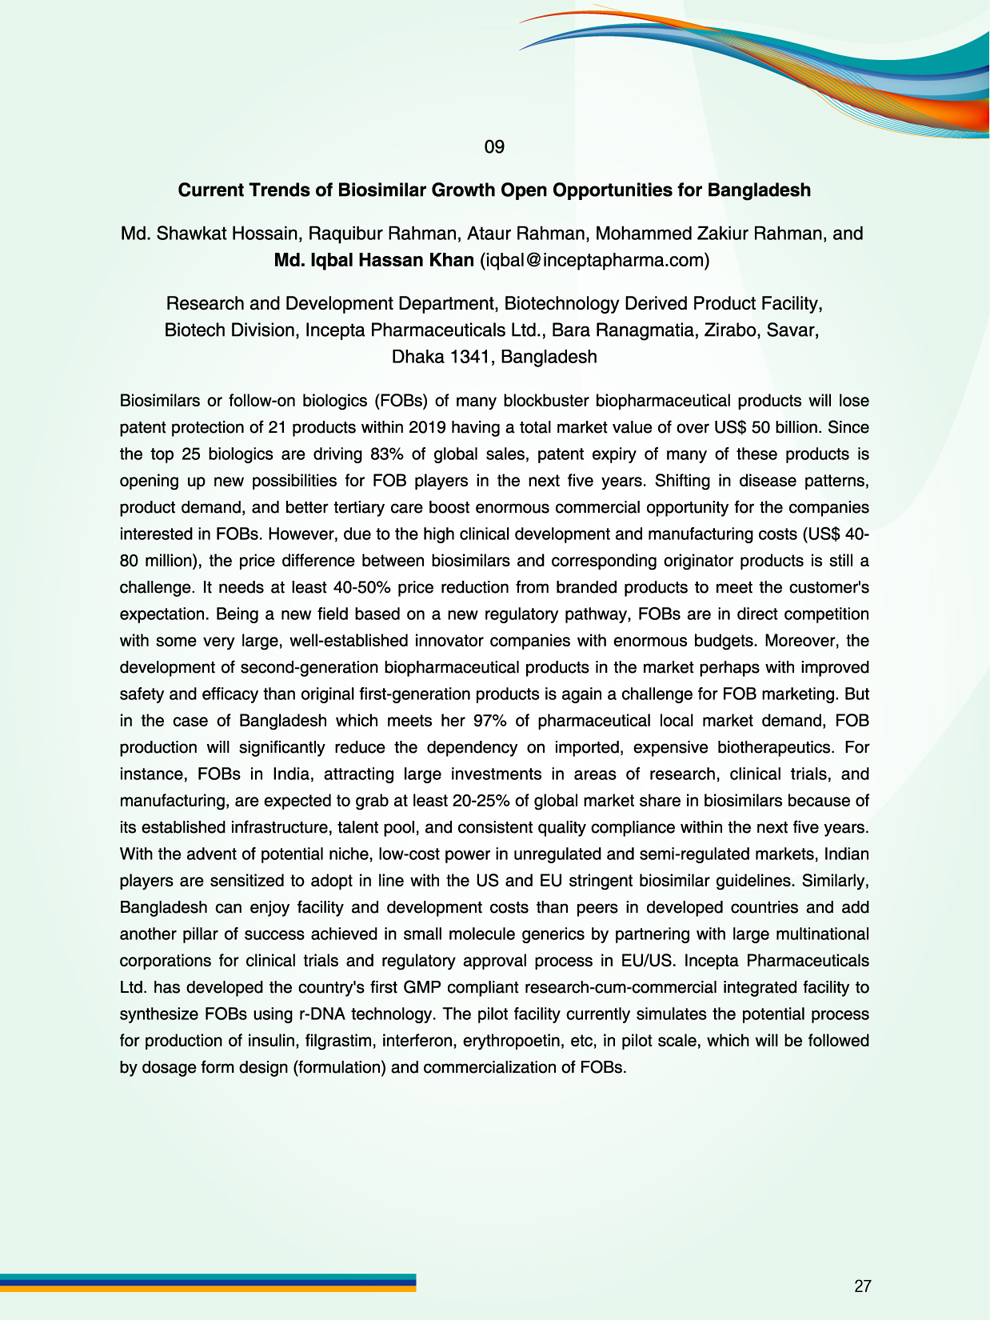 09
Current Trends of Biosimilar Growth Open Opportunities for Bangladesh
Md. Shawkat Hossain, Raquibur Rahman, Ataur Rahman, Mohammed Zakiur Rahman, and
Md. Iqbal Hassan Khan (iqbal@inceptapharma.com)
Research and Development Department, Biotechnology Derived Product Facility,
Biotech Division, Incepta Pharmaceuticals Ltd., Bara Ranagmatia, Zirabo, Savar,
Dhaka 1341, Bangladesh
Biosimilars or follow-on biologics (FOBs) of many blockbuster biopharmaceutical products will lose
patent protection of 21 products within 2019 having a total market value of over US$ 50 billion. Since
the top 25 biologics are driving 83% of global sales, patent expiry of many of these products is
opening up new possibilities for FOB players in the next five years. Shifting in disease patterns,
product demand, and better tertiary care boost enormous commercial opportunity for the companies
interested in FOBs. However, due to the high clinical development and manufacturing costs (US$ 40-
80 million), the price difference between biosimilars and corresponding originator products is still a
challenge. It needs at least 40-50% price reduction from branded products to meet the customer's
expectation. Being a new field based on a new regulatory pathway, FOBs are in direct competition
with some very large, well-established innovator companies with enormous budgets. Moreover, the
development of second-generation biopharmaceutical products in the market perhaps with improved
safety and efficacy than original first-generation products is again a challenge for FOB marketing. But
in the case of Bangladesh which meets her 97% of pharmaceutical local market demand, FOB
production will significantly reduce the dependency on imported, expensive biotherapeutics. For
instance, FOBs in India, attracting large investments in areas of research, clinical trials, and
manufacturing, are expected to grab at least 20-25% of global market share in biosimilars because of
its established infrastructure, talent pool, and consistent quality compliance within the next five years.
With the advent of potential niche, low-cost power in unregulated and semi-regulated markets, Indian
players are sensitized to adopt in line with the US and EU stringent biosimilar guidelines. Similarly,
Bangladesh can enjoy facility and development costs than peers in developed countries and add
another pillar of success achieved in small molecule generics by partnering with large multinational
corporations for clinical trials and regulatory approval process in EU/US. Incepta Pharmaceuticals
Ltd. has developed the country's first GMP compliant research-cum-commercial integrated facility to
synthesize FOBs using r-DNA technology. The pilot facility currently simulates the potential process
for production of insulin, filgrastim, interferon, erythropoetin, etc, in pilot scale, which will be followed
by dosage form design (formulation) and commercialization of FOBs.
27